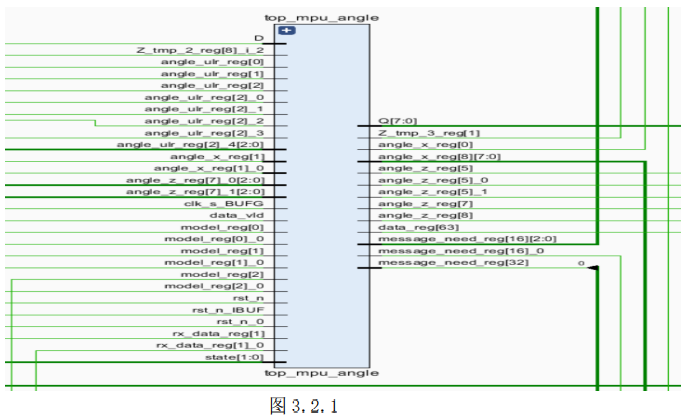 top_mpu_angle
D
Z_tmp_2_reg[8]_i_2
angle_ulr_reg[0]
angle_ulr_reg[1]
angle_ulr_reg[2]
angle_ulr_reg[2]_0
angle_ulr_reg[2]_1
angle_ulr_reg[2]_2
angle_ulr_reg[2]_3
angle_ulr_reg[2]_4[2:0]
angle_x_reg[1]
angle_x_reg[1]_0
angle_z_reg[7]_0[2:0]
angle_z_reg[7]_1[2:0]
clk_s_BUFG
data_vld
model_reg[0]
model_reg[0]_0
model_reg[1]
model_reg[1]_0
model_reg[2]
model_reg[2]_0
rst_n
rst_n_IBUF
rst_n_0
rx_data_reg[1]
rx_data_reg[1]_0
state[1:0]
Q[7:0]
Z_tmp_3_reg[1]
angle_x_reg[0]
angle_x_reg[8][7:0]
angle_z_reg[5]
angle_z_reg[5]_0
angle_z_reg[5]_1
angle_z_reg[7]
angle_z_reg[8]
data_reg[63]
message_need_reg[16][2:0]
message_need_reg[16]_0
message_need_reg[32]
0
top_mpu_angle
图 3.2.1